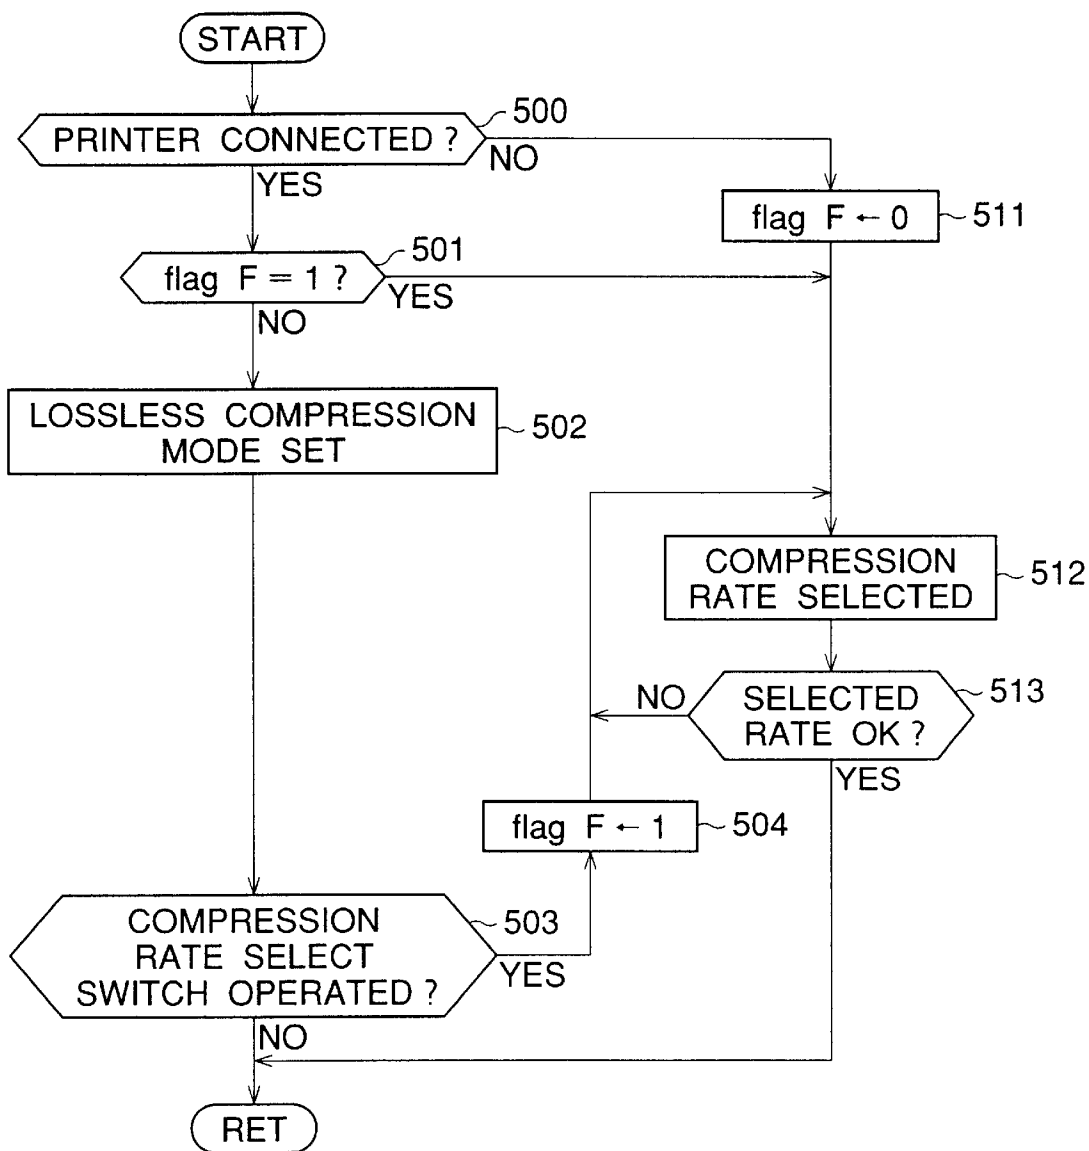 START
PRINTER CONNECTED ?
500
NO
YES
flag F ← 0
511
flag F = 1 ?
501
YES
NO
LOSSLESS COMPRESSION
MODE SET
502
COMPRESSION
RATE SELECTED
512
SELECTED
RATE OK ?
513
NO
YES
flag F ← 1
504
COMPRESSION
RATE SELECT
SWITCH OPERATED ?
503
YES
NO
RET